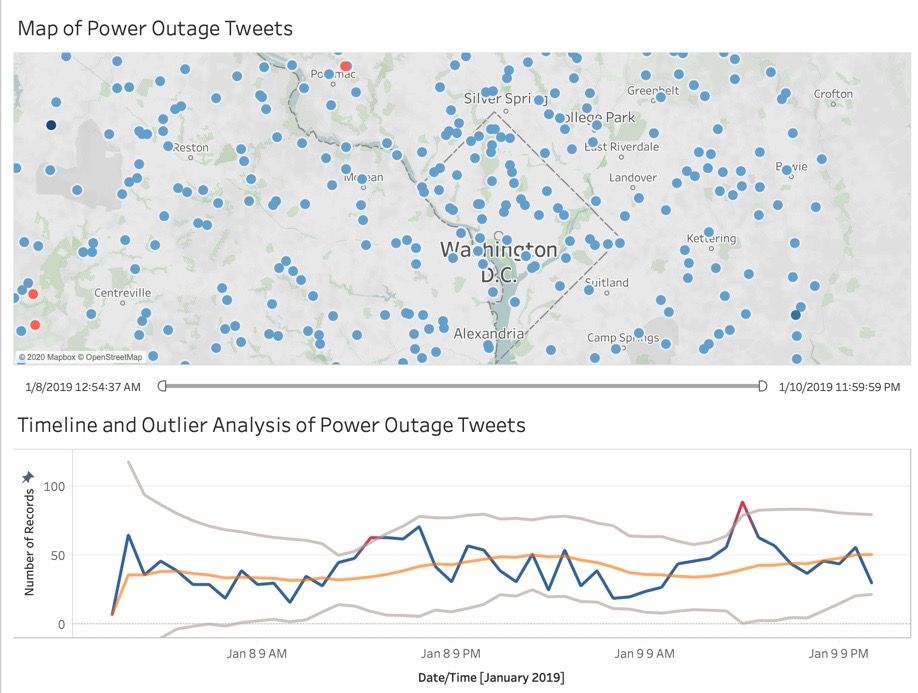 Map of Power Outage Tweets
Potomac
Silver Spring
Greenbelt
Crofton
College Park
Reston
East Riverdale
Bowie
McLean
Landover
Washington
D.C.
Kettering
Centreville
Suitland
Alexandria
Camp Springs
© 2020 Mapbox © OpenStreetMap
1/8/2019 12:54:37 AM
1/10/2019 11:59:59 PM
Timeline and Outlier Analysis of Power Outage Tweets
Number of Records
100
50
0
Jan 8 9 AM
Jan 8 9 PM
Jan 9 9 AM
Jan 9 9 PM
Date/Time [January 2019]